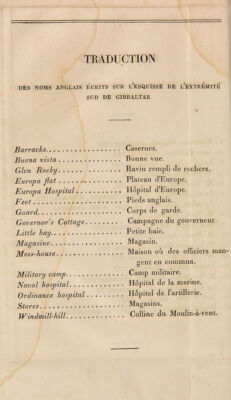 TRADUCTION
DES NOMS ANGLAIS ÉCRITS SUR L'ESQUISSE DE L'EXTRÉMITÉ
SUD DE GIBRALTAR
Barracks.......... Casernes.
Buena vista.......... Bonne vue.
Glen Rocky.......... Ravin rempli de rochers.
Europa flat.......... Plateau d'Europe.
Europa Hospital.......... Hôpital d'Europe.
Feet.......... Pieds anglais.
Guard.......... Corps de garde.
Governor's Cottage.......... Campagne du gouverneur.
Little bay.......... Petite baie.
Magasine.......... Magasin.
Mess-house.......... Maison où des officiers man-
gent en commun.
Military camp.......... Camp militaire.
Naval hospital.......... Hôpital de la marine.
Ordinance hospital.......... Hôpital de l'artillerie.
Stores.......... Magasins.
Windmill-hill.......... Colline du Moulin-à-vent.